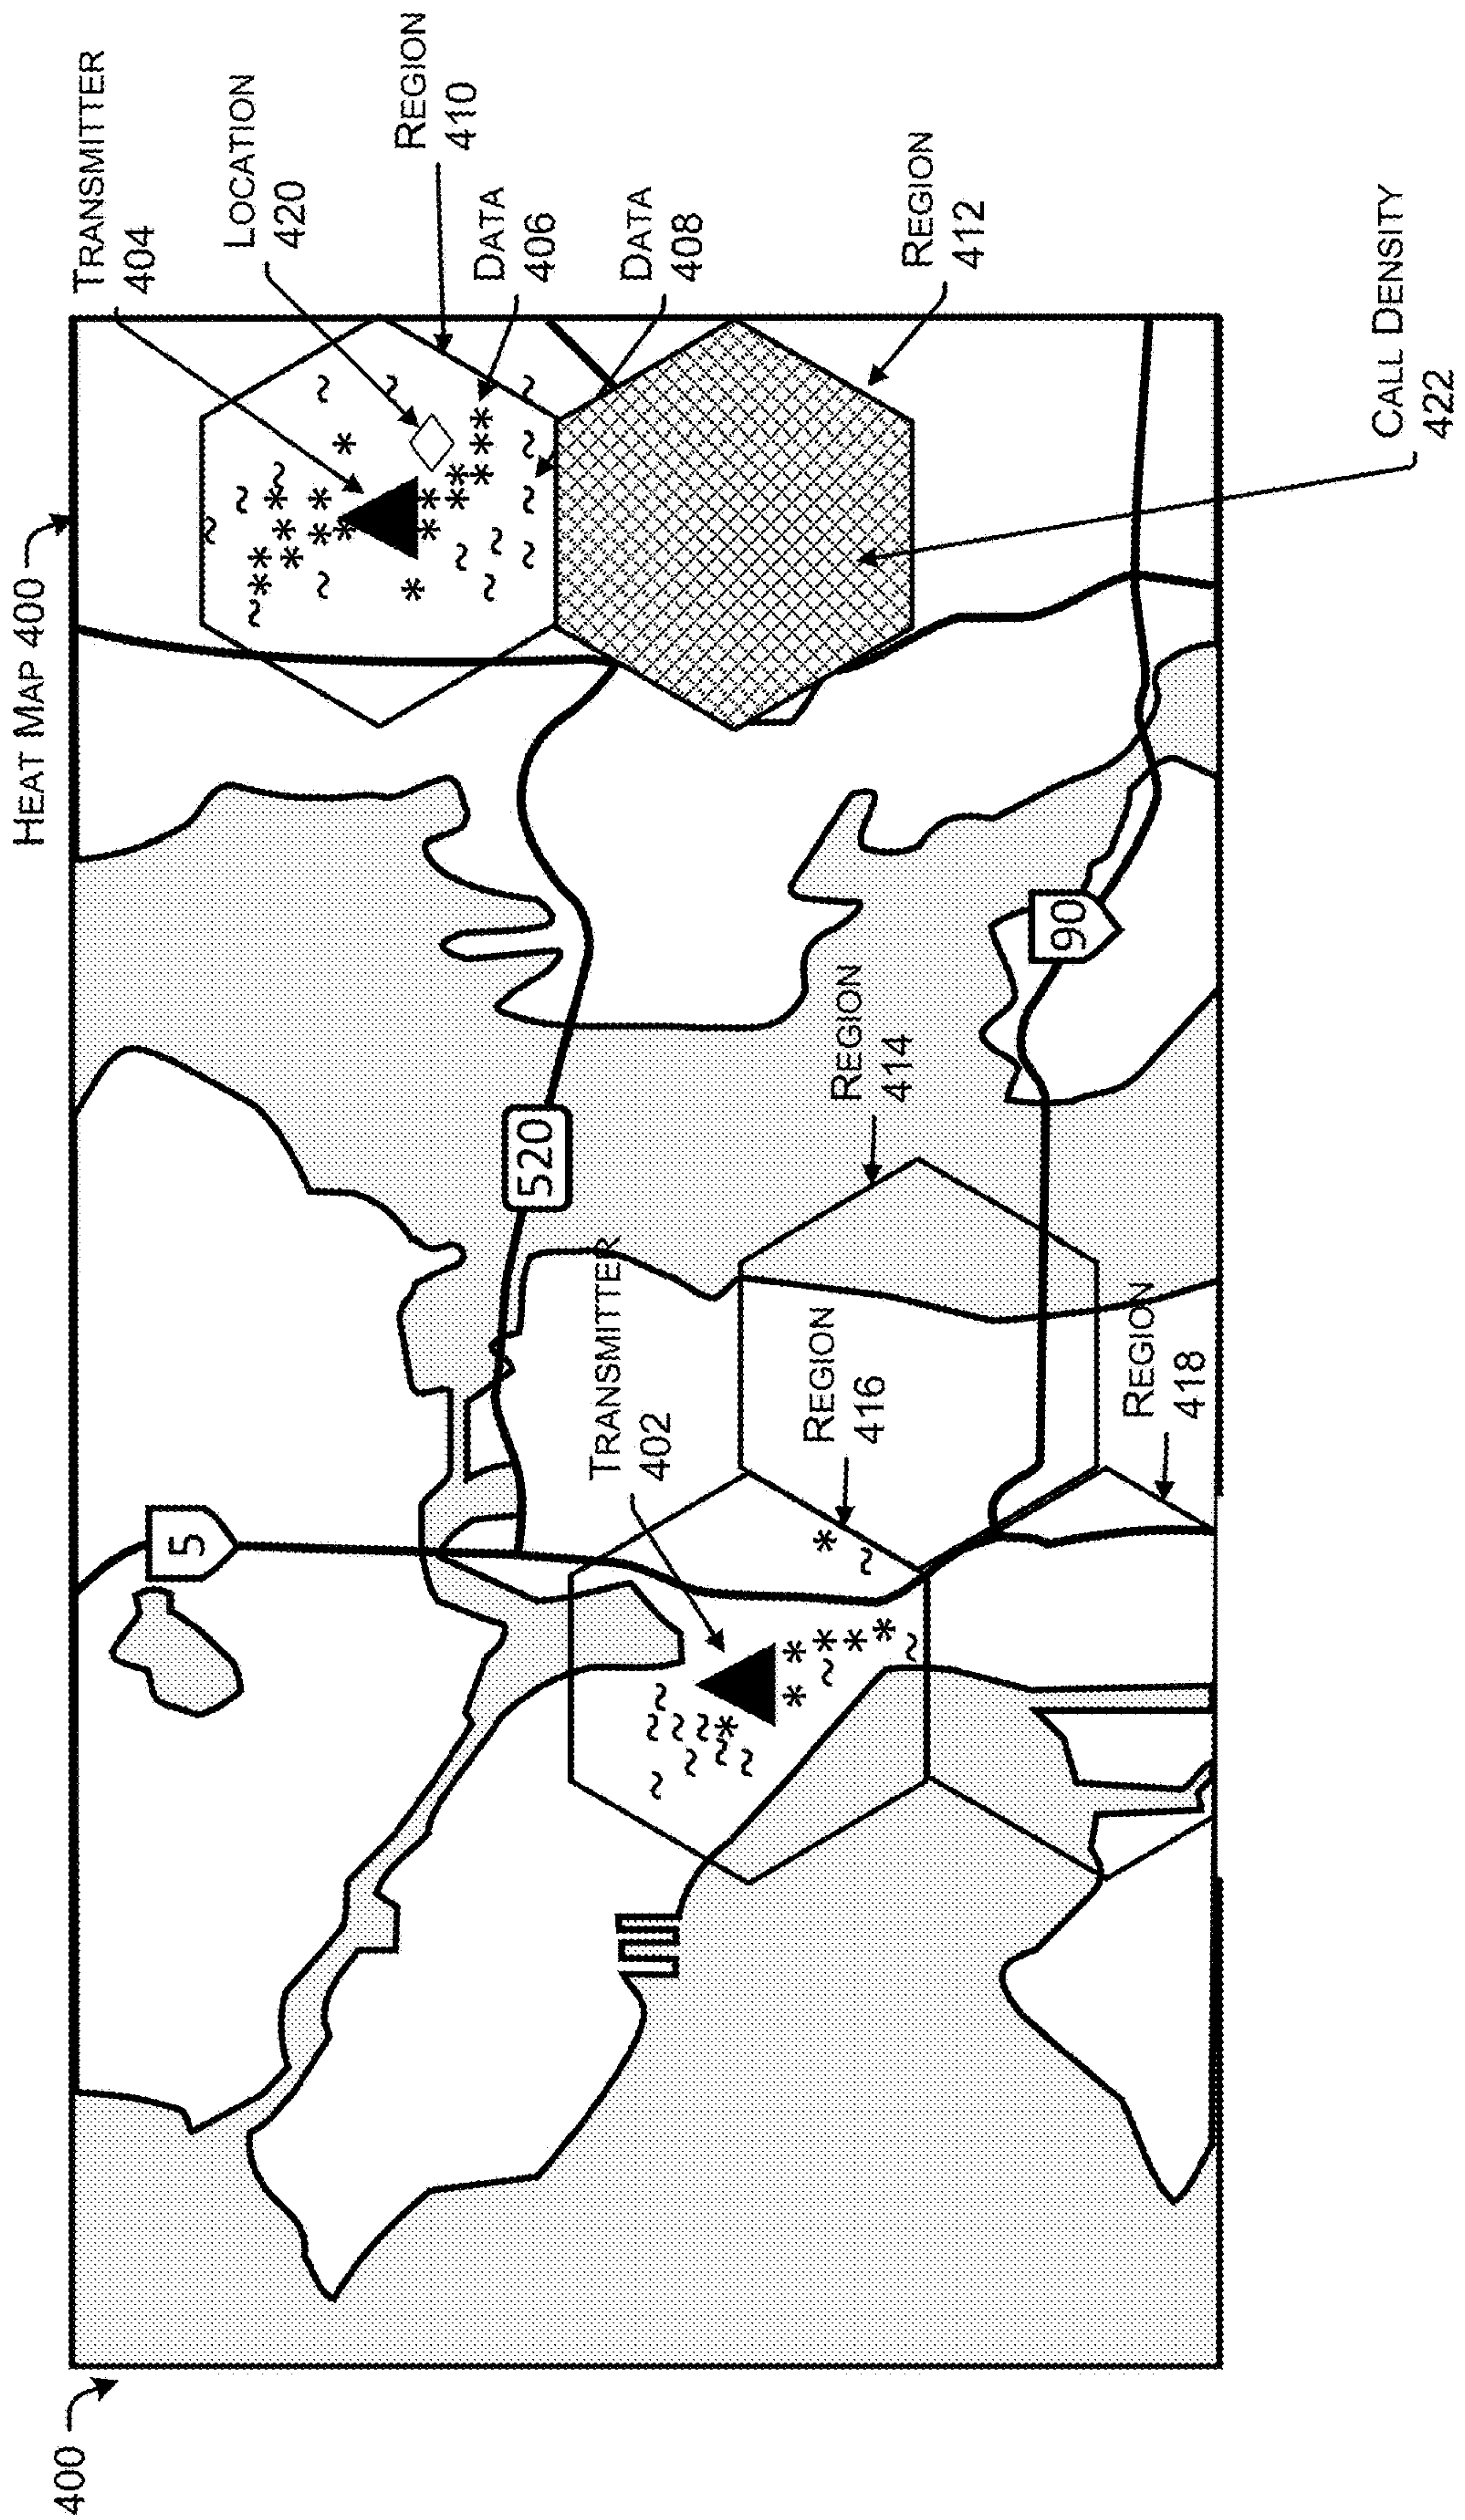 400
HEAT MAP 400
TRANSMITTER
404
LOCATION
420
REGION
410
DATA
406
DATA
408
REGION
412
CALL DENSITY
422
5
520
90
TRANSMITTER
402
REGION
414
REGION
416
REGION
418